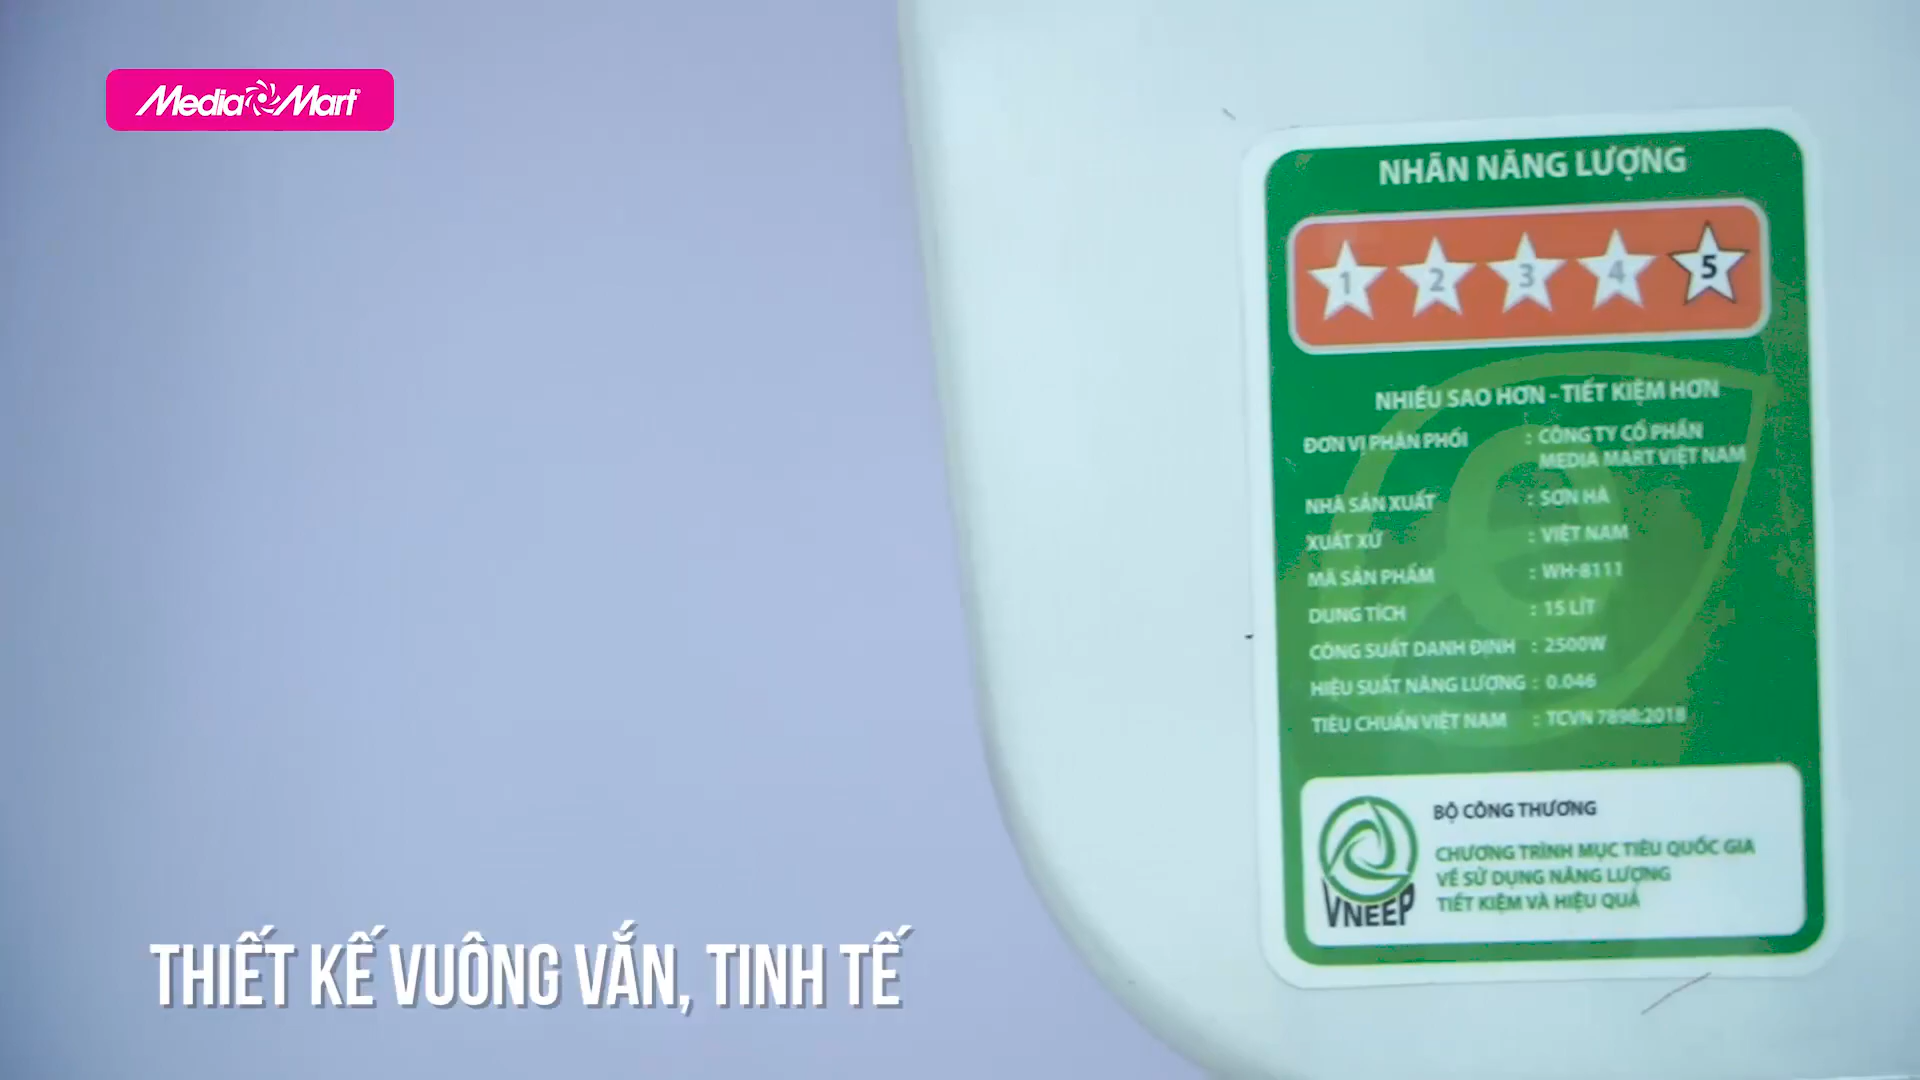 Media Mart
NHÃN NĂNG LƯỢNG
1 2 3 4 5
NHIỀU SAO HƠN - TIẾT KIỆM HƠN
ĐƠN VỊ PHÂN PHỐI : CÔNG TY CỔ PHẦN
MEDIA MART VIỆT NAM
NHÀ SẢN XUẤT : SƠN HÀ
XUẤT XỨ : VIỆT NAM
MÃ SẢN PHẨM : WH-8111
DUNG TÍCH : 15 LÍT
CÔNG SUẤT DANH ĐỊNH : 2500W
HIỆU SUẤT NĂNG LƯỢNG : 0.046
TIÊU CHUẨN VIỆT NAM : TCVN 7898:2018
BỘ CÔNG THƯƠNG
CHƯƠNG TRÌNH MỤC TIÊU QUỐC GIA
VỀ SỬ DỤNG NĂNG LƯỢNG
TIẾT KIỆM VÀ HIỆU QUẢ
VNEEP
THIẾT KẾ VUÔNG VẮN, TINH TẾ